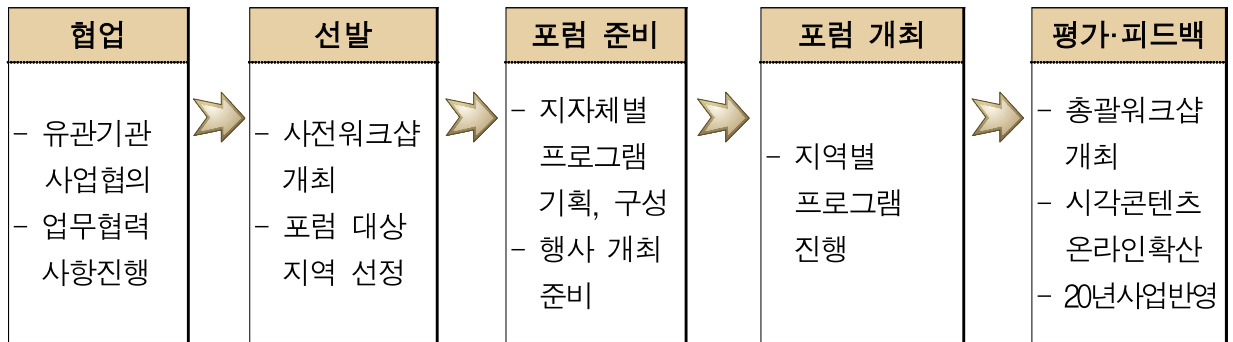 협업
– 유관기관
사업협의
– 업무협력
사항진행
선발
– 사전워크샵
개최
– 포럼 대상
지역 선정
포럼 준비
– 지자체별
프로그램
기획, 구성
– 행사 개최
준비
포럼 개최
– 지역별
프로그램
진행
평가·피드백
– 총괄워크샵
개최
– 시각콘텐츠
온라인확산
– 20년사업반영